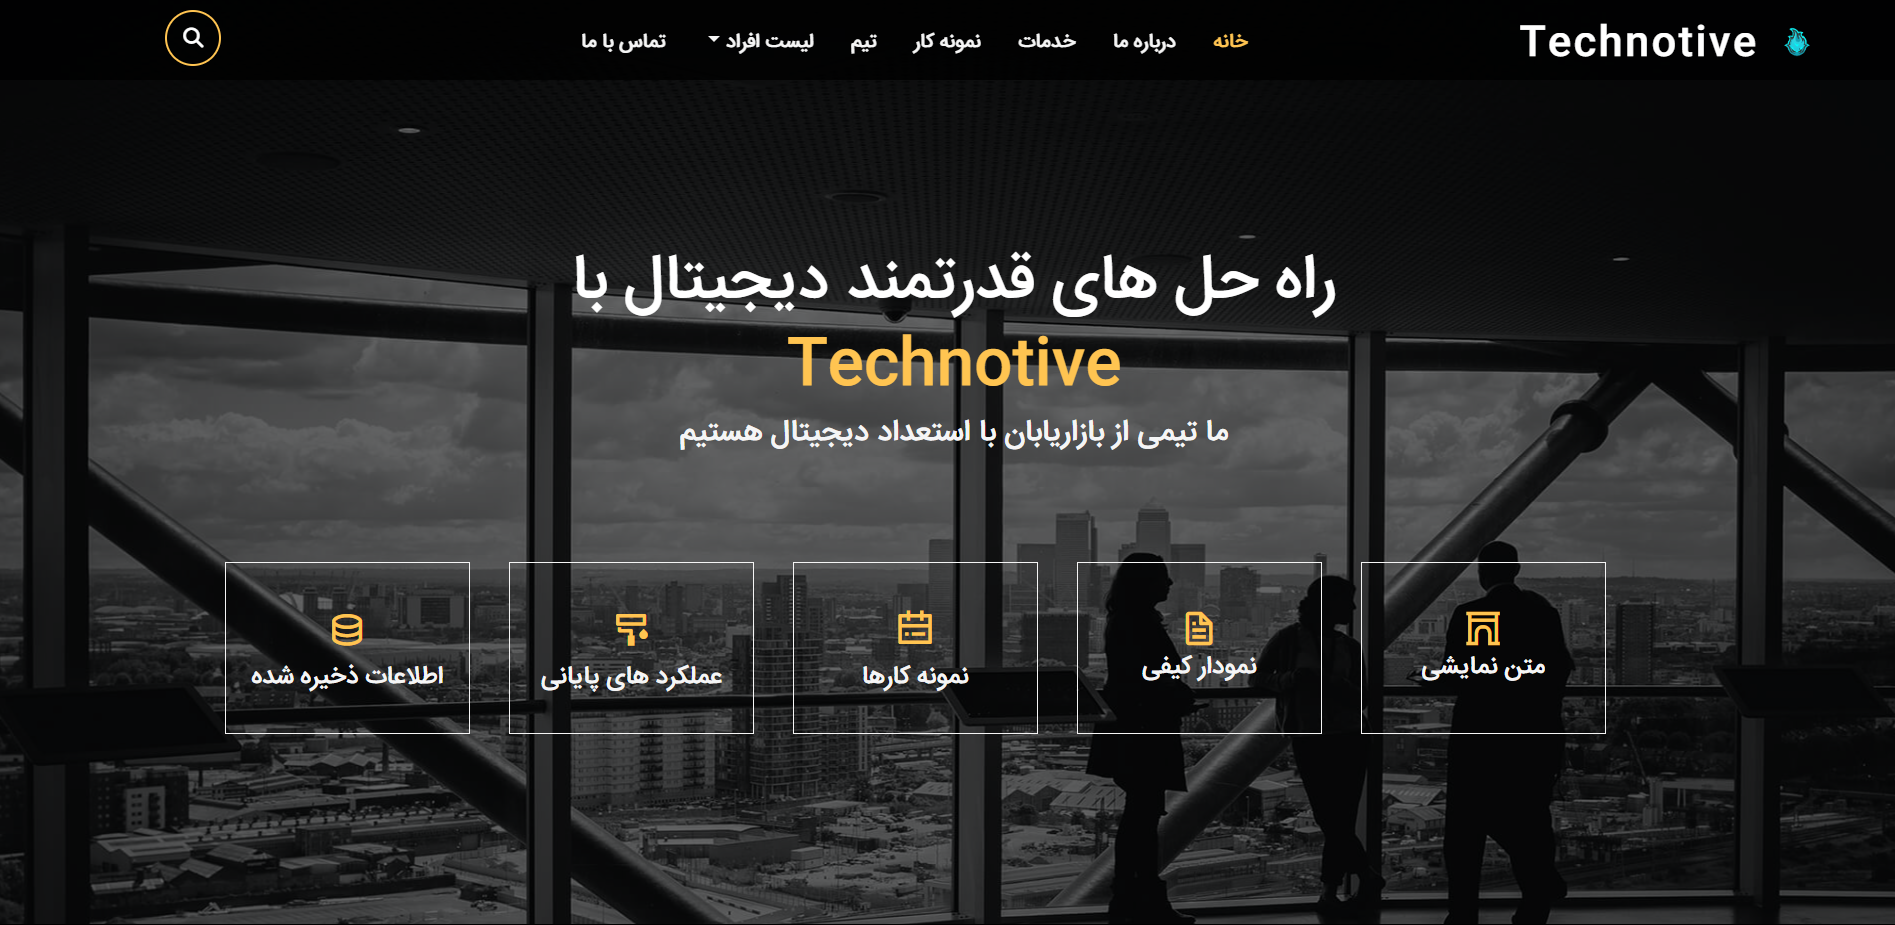 Technotive
خانه درباره ما خدمات نمونه کار تیم لیست افراد تماس با ما
راه حل های قدرتمند دیجیتال با
Technotive
ما تیمی از بازاریابان با استعداد دیجیتال هستیم
متن نمایشی
نمودار کیفی
نمونه کارها
عملکرد های پایانی
اطلاعات ذخیره شده